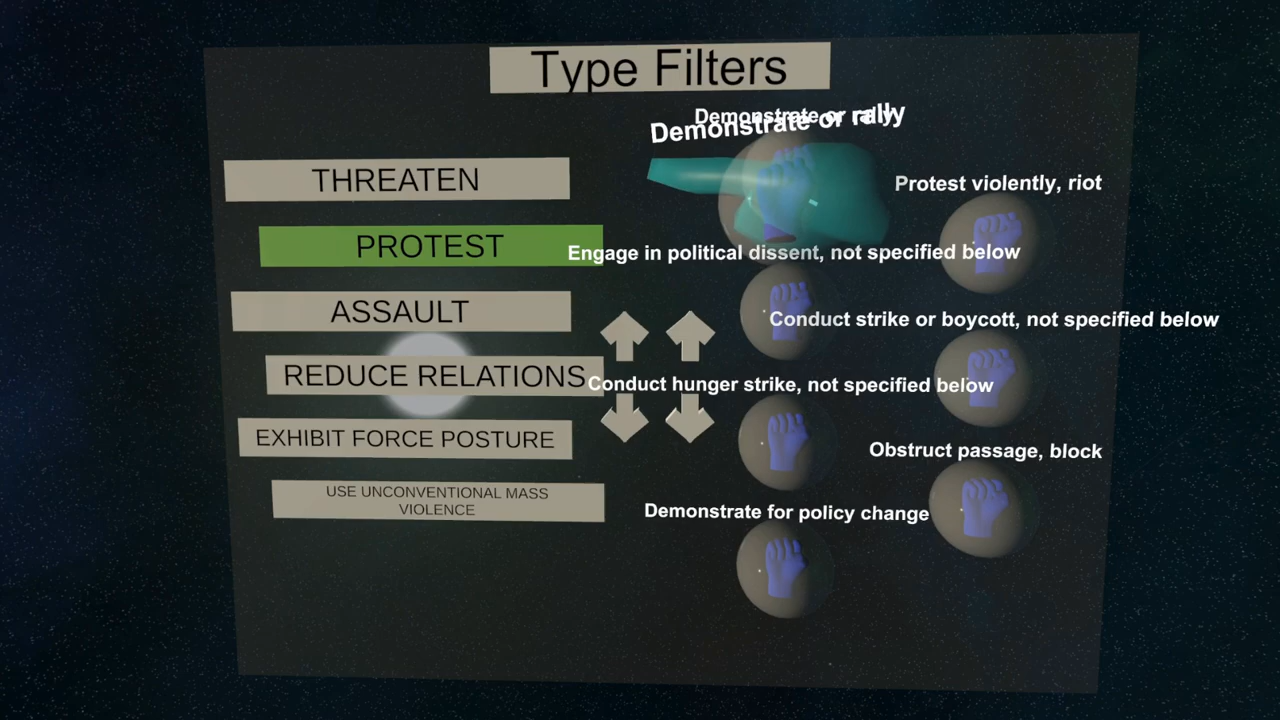 Type Filters
Demonstrate or rally
Demonstrate or rally
THREATEN
Protest violently, riot
PROTEST
Engage in political dissent, not specified below
ASSAULT
Conduct strike or boycott, not specified below
REDUCE RELATIONS
Conduct hunger strike, not specified below
EXHIBIT FORCE POSTURE
Obstruct passage, block
USE UNCONVENTIONAL MASS
VIOLENCE
Demonstrate for policy change